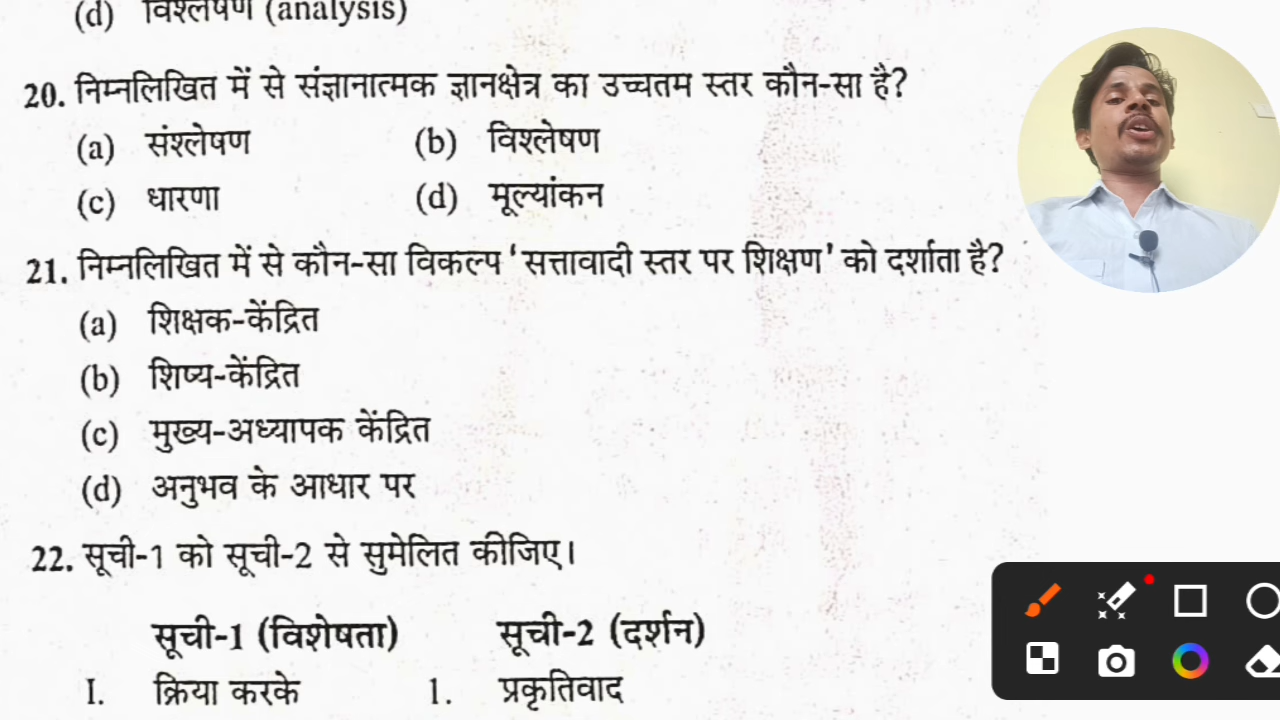 (d) विश्लेषण (analysis)
20. निम्नलिखित में से संज्ञानात्मक ज्ञानक्षेत्र का उच्चतम स्तर कौन-सा है?
(a) संश्लेषण (b) विश्लेषण
(c) धारणा (d) मूल्यांकन
21. निम्नलिखित में से कौन-सा विकल्प 'सत्तावादी स्तर पर शिक्षण' को दर्शाता है?
(a) शिक्षक-केंद्रित
(b) शिष्य-केंद्रित
(c) मुख्य-अध्यापक केंद्रित
(d) अनुभव के आधार पर
22. सूची-1 को सूची-2 से सुमेलित कीजिए।
सूची-1 (विशेषता) सूची-2 (दर्शन)
I. क्रिया करके 1. प्रकृतिवाद